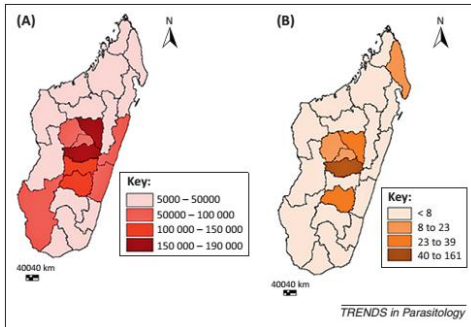 (A)
N
Key:
5000 – 50000
50000 – 100 000
100 000 – 150 000
150 000 – 190 000
40040 km
(B)
N
Key:
< 8
8 to 23
23 to 39
40 to 161
40040 km
TRENDS in Parasitology